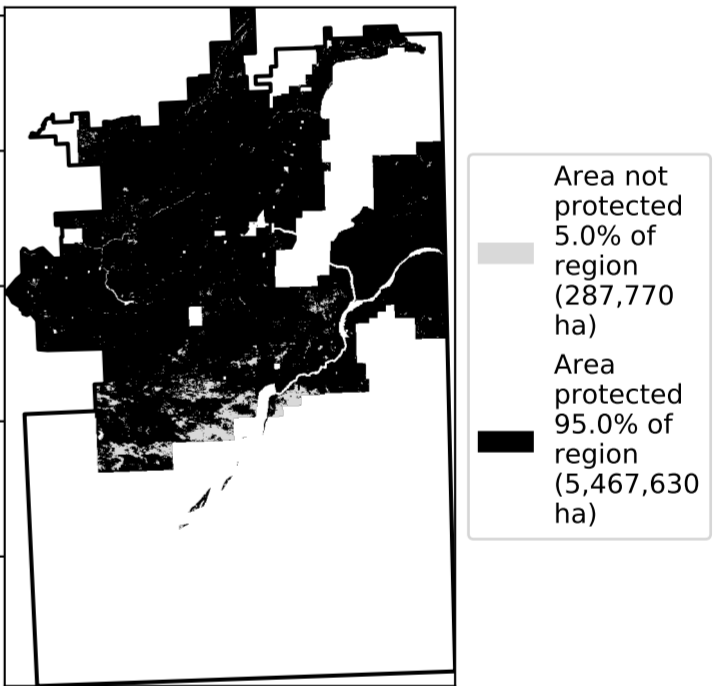 Area not
protected
5.0% of
region
(287,770
ha)
Area
protected
95.0% of
region
(5,467,630
ha)